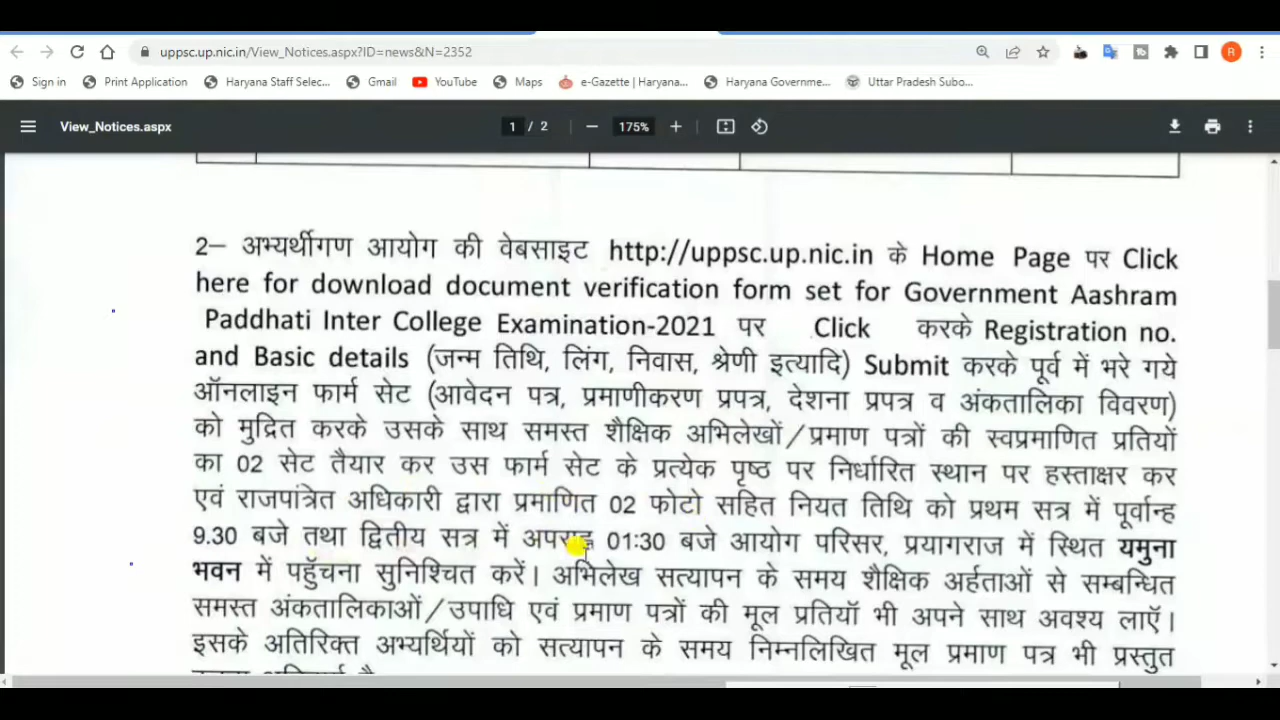 uppsc.up.nic.in/View_Notices.aspx?ID=news&N=2352
R
Sign in Print Application Haryana Staff Selec... Gmail YouTube Maps e-Gazette | Haryana... Haryana Governme... Uttar Pradesh Subo...
View_Notices.aspx 1 / 2 175%
2– अभ्यर्थीगण आयोग की वेबसाइट http://uppsc.up.nic.in के Home Page पर Click
here for download document verification form set for Government Aashram
Paddhati Inter College Examination-2021 पर Click करके Registration no.
and Basic details (जन्म तिथि, लिंग, निवास, श्रेणी इत्यादि) Submit करके पूर्व में भरे गये
ऑनलाइन फार्म सेट (आवेदन पत्र, प्रमाणीकरण प्रपत्र, देशना प्रपत्र व अंकतालिका विवरण)
को मुद्रित करके उसके साथ समस्त शैक्षिक अभिलेखों/प्रमाण पत्रों की स्वप्रमाणित प्रतियों
का 02 सेट तैयार कर उस फार्म सेट के प्रत्येक पृष्ठ पर निर्धारित स्थान पर हस्ताक्षर कर
एवं राजपत्रित अधिकारी द्वारा प्रमाणित 02 फोटो सहित नियत तिथि को प्रथम सत्र में पूर्वान्ह
9.30 बजे तथा द्वितीय सत्र में 01:30 बजे आयोग परिसर, प्रयागराज में स्थित यमुना
भवन में पहुँचना सुनिश्चित करें। अभिलेख सत्यापन के समय शैक्षिक अर्हताओं से सम्बन्धित
समस्त अंकतालिकाओं/उपाधि एवं प्रमाण पत्रों की मूल प्रतियॉ भी अपने साथ अवश्य लाऍ।
इसके अतिरिक्त अभ्यर्थियों को सत्यापन के समय निम्नलिखित मूल प्रमाण पत्र भी प्रस्तुत